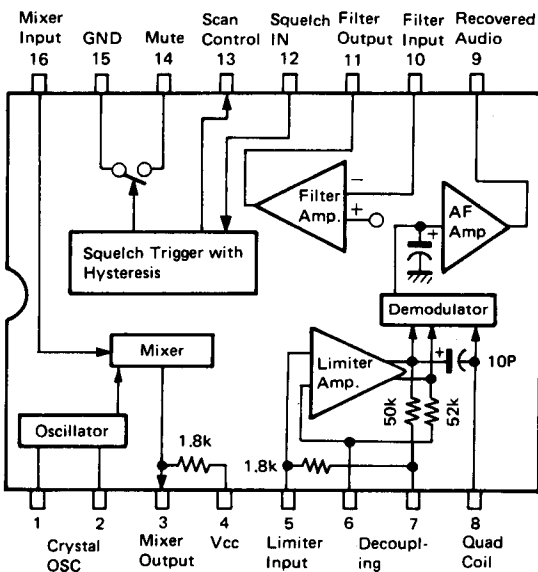 Mixer Input
GND
Mute
Scan Control
Squelch IN
Filter Output
Filter Input
Recovered Audio
16
15
14
13
12
11
10
9
Filter Amp.
−
+
AF Amp
+
Squelch Trigger with Hysteresis
Demodulator
Mixer
Limiter Amp.
+
10P
50k
52k
Oscillator
1.8k
1.8k
1
2
3
4
5
6
7
8
Crystal OSC
Mixer Output
Vcc
Limiter Input
Decoupl-ing
Quad Coil